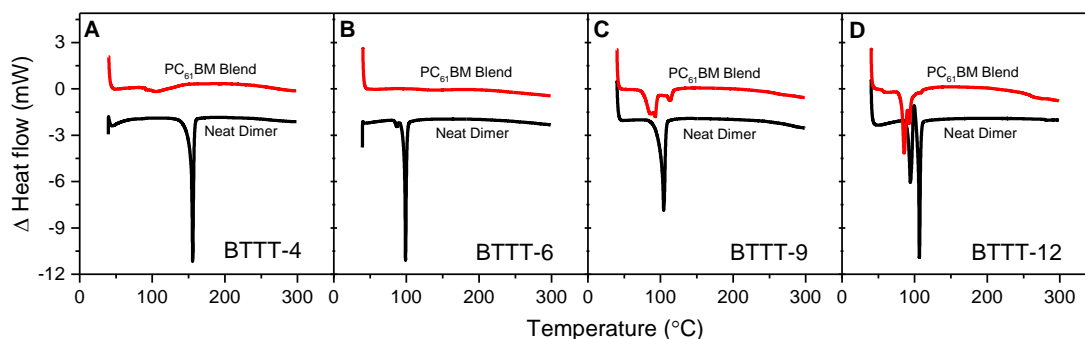 A
B
C
D
3
0
-3
-6
-9
-12
Δ Heat flow (mW)
PC61BM Blend
Neat Dimer
BTTT-4
PC61BM Blend
Neat Dimer
BTTT-6
PC61BM Blend
Neat Dimer
BTTT-9
PC61BM Blend
Neat Dimer
BTTT-12
0 100 200 300 0 100 200 300 0 100 200 300 0 100 200 300
Temperature (°C)